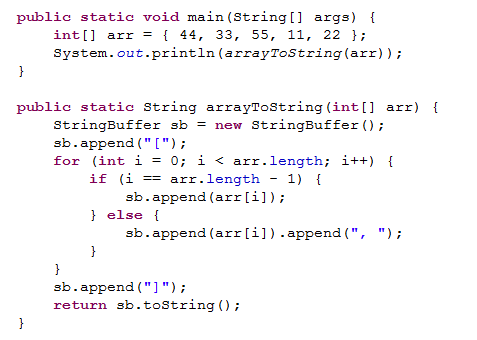 public static void main(String[] args) {
    int[] arr = { 44, 33, 55, 11, 22 };
    System.out.println(arrayToString(arr));
}

public static String arrayToString(int[] arr) {
    StringBuffer sb = new StringBuffer();
    sb.append("[");
    for (int i = 0; i < arr.length; i++) {
        if (i == arr.length - 1) {
            sb.append(arr[i]);
        } else {
            sb.append(arr[i]).append(", ");
        }
    }
    sb.append("]");
    return sb.toString();
}